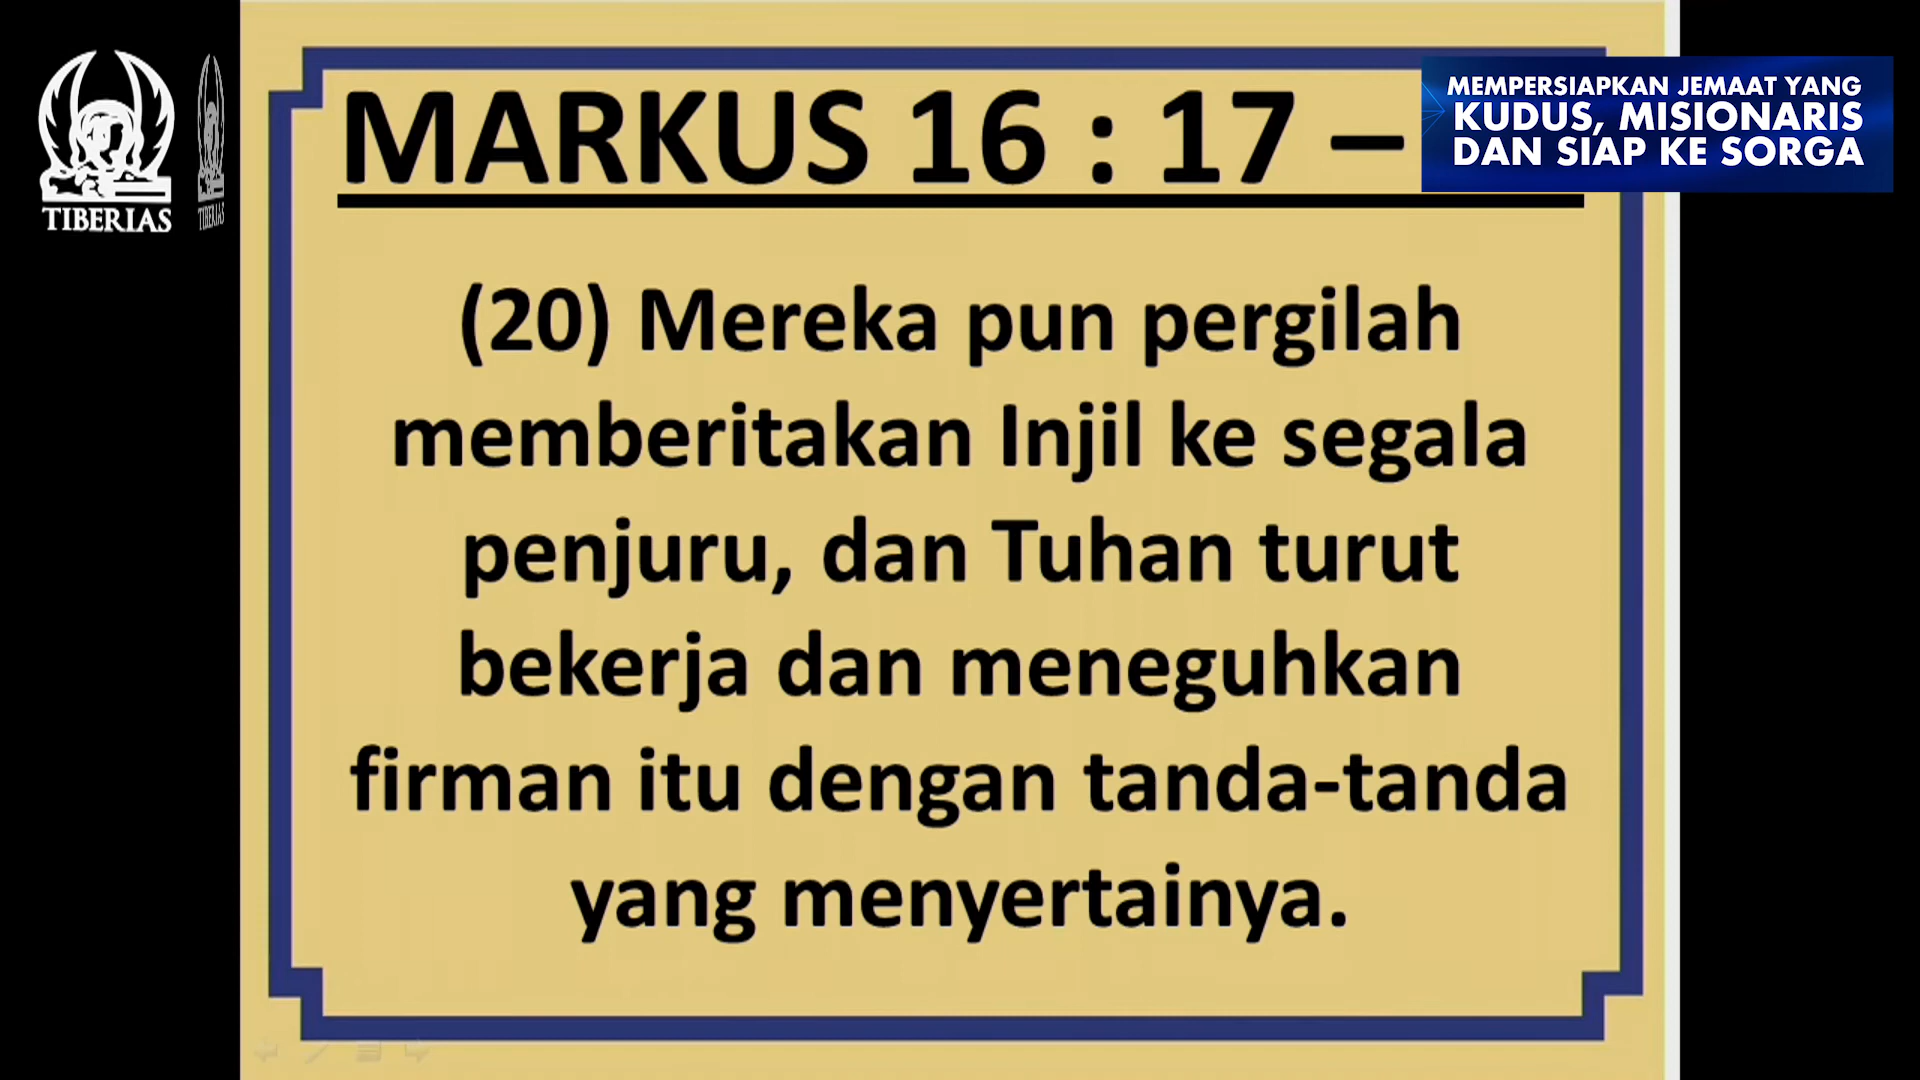 TIBERIAS
TIBERIAS
MARKUS 16 : 17 –
MEMPERSIAPKAN JEMAAT YANG
KUDUS, MISIONARIS
DAN SIAP KE SORGA
(20) Mereka pun pergilah
memberitakan Injil ke segala
penjuru, dan Tuhan turut
bekerja dan meneguhkan
firman itu dengan tanda-tanda
yang menyertainya.